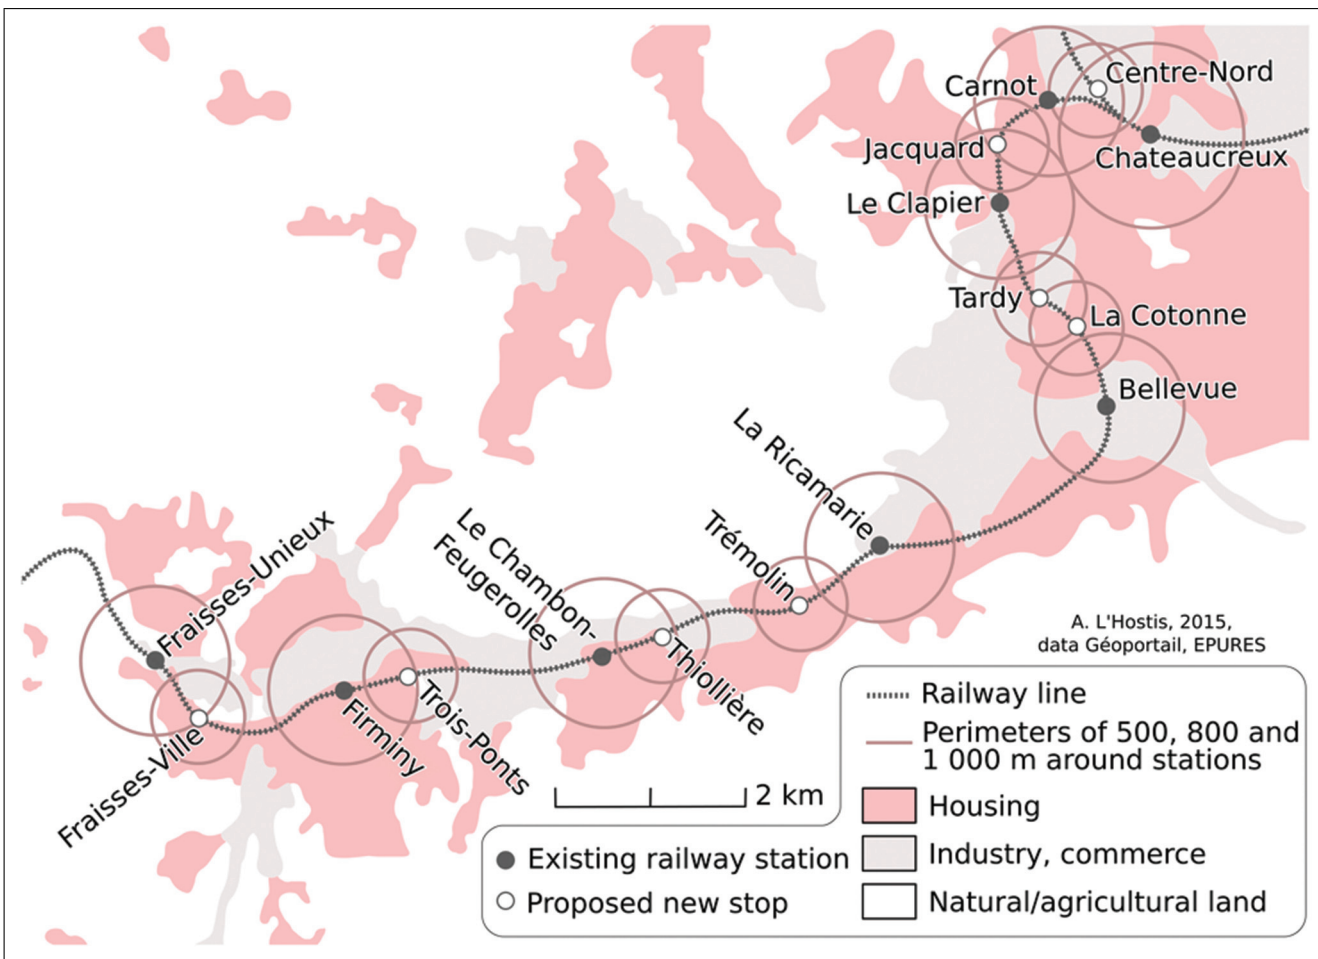 Carnot
Centre-Nord
Jacquard
Chateaucreux
Le Clapier
Tardy
La Cotonne
Bellevue
La Ricamarie
Trémolin
Le Chambon-
Feugerolles
Thiollière
Fraisses-Unieux
Fraisses-Ville
Firminy
Trois-Ponts
A. L'Hostis, 2015,
data Géoportail, EPURES
2 km
Existing railway station
Proposed new stop
Railway line
Perimeters of 500, 800 and
1 000 m around stations
Housing
Industry, commerce
Natural/agricultural land